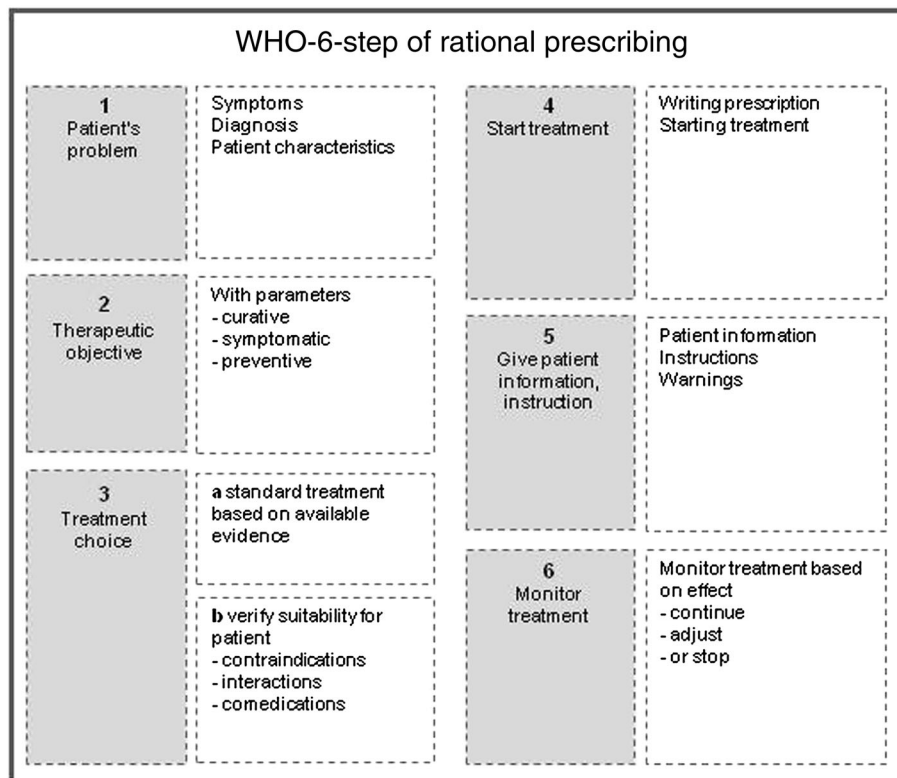 WHO-6-step of rational prescribing
1
Patient's
problem
Symptoms
Diagnosis
Patient characteristics
2
Therapeutic
objective
With parameters
- curative
- symptomatic
- preventive
3
Treatment
choice
a standard treatment
based on available
evidence
b verify suitability for
patient
- contraindications
- interactions
- comedications
4
Start treatment
Writing prescription
Starting treatment
5
Give patient
information,
instruction
Patient information
Instructions
Warnings
6
Monitor
treatment
Monitor treatment based
on effect
- continue
- adjust
- or stop